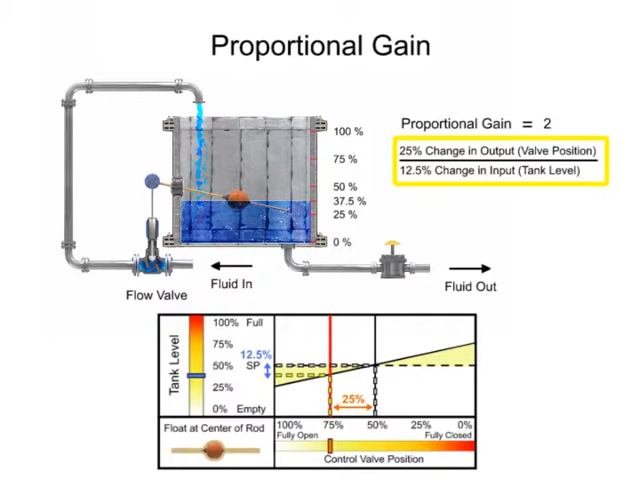 Proportional Gain
Proportional Gain = 2
25% Change in Output (Valve Position)
12.5% Change in Input (Tank Level)
100 %
75 %
50 %
37.5 %
25 %
0 %
Flow Valve
Fluid In
Fluid Out
Tank Level
100% Full
75%
50% SP
25%
0% Empty
12.5%
25%
Float at Center of Rod
100% 75% 50% 25% 0%
Fully Open Fully Closed
Control Valve Position